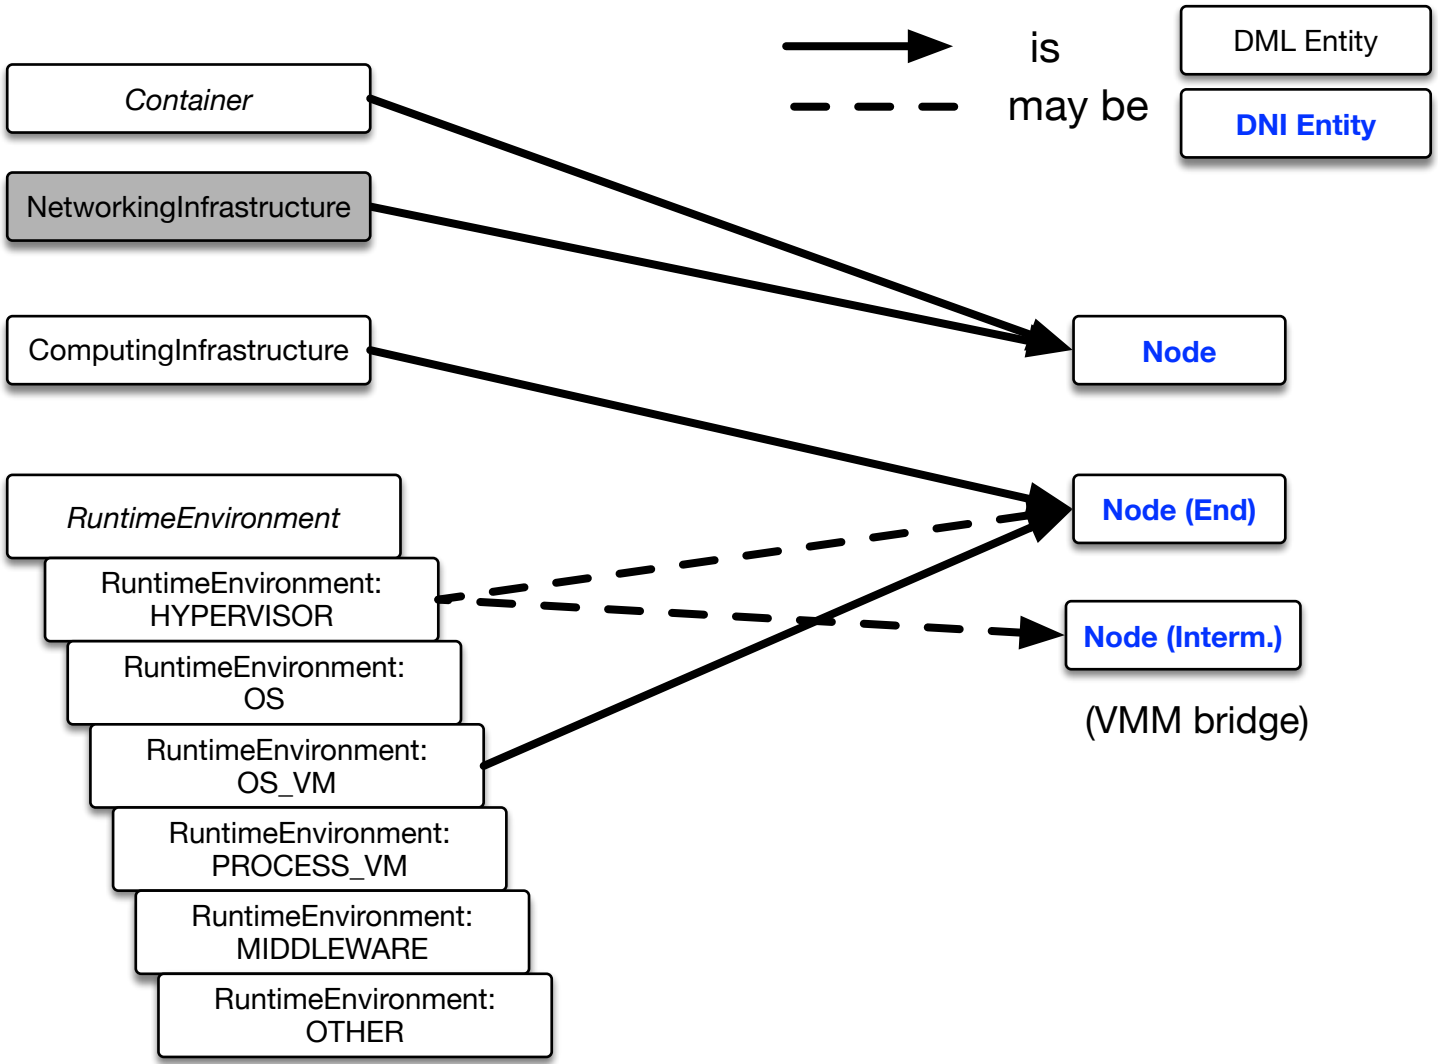 is
DML Entity
may be
DNI Entity
Container
NetworkingInfrastructure
ComputingInfrastructure
Node
RuntimeEnvironment
Node (End)
RuntimeEnvironment:
HYPERVISOR
Node (Interm.)
(VMM bridge)
RuntimeEnvironment:
OS
RuntimeEnvironment:
OS_VM
RuntimeEnvironment:
PROCESS_VM
RuntimeEnvironment:
MIDDLEWARE
RuntimeEnvironment:
OTHER